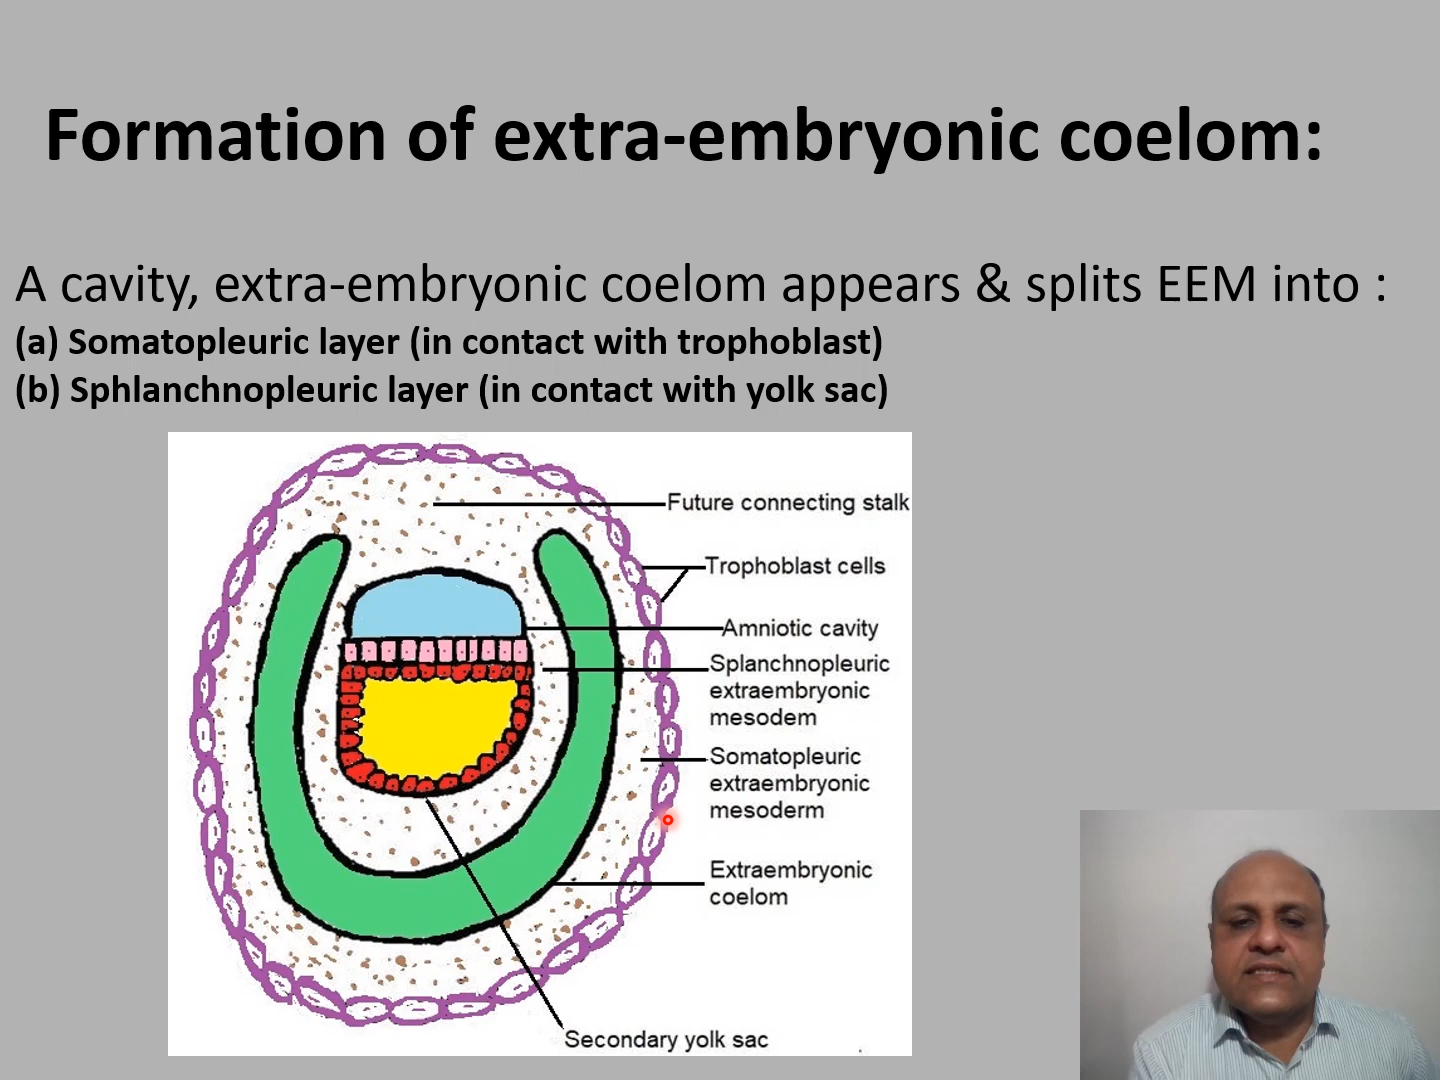 Formation of extra-embryonic coelom:
A cavity, extra-embryonic coelom appears & splits EEM into :
(a) Somatopleuric layer (in contact with trophoblast)
(b) Sphlanchnopleuric layer (in contact with yolk sac)
Future connecting stalk
Trophoblast cells
Amniotic cavity
Splanchnopleuric
extraembryonic
mesodem
Somatopleuric
extraembryonic
mesoderm
Extraembryonic
coelom
Secondary yolk sac